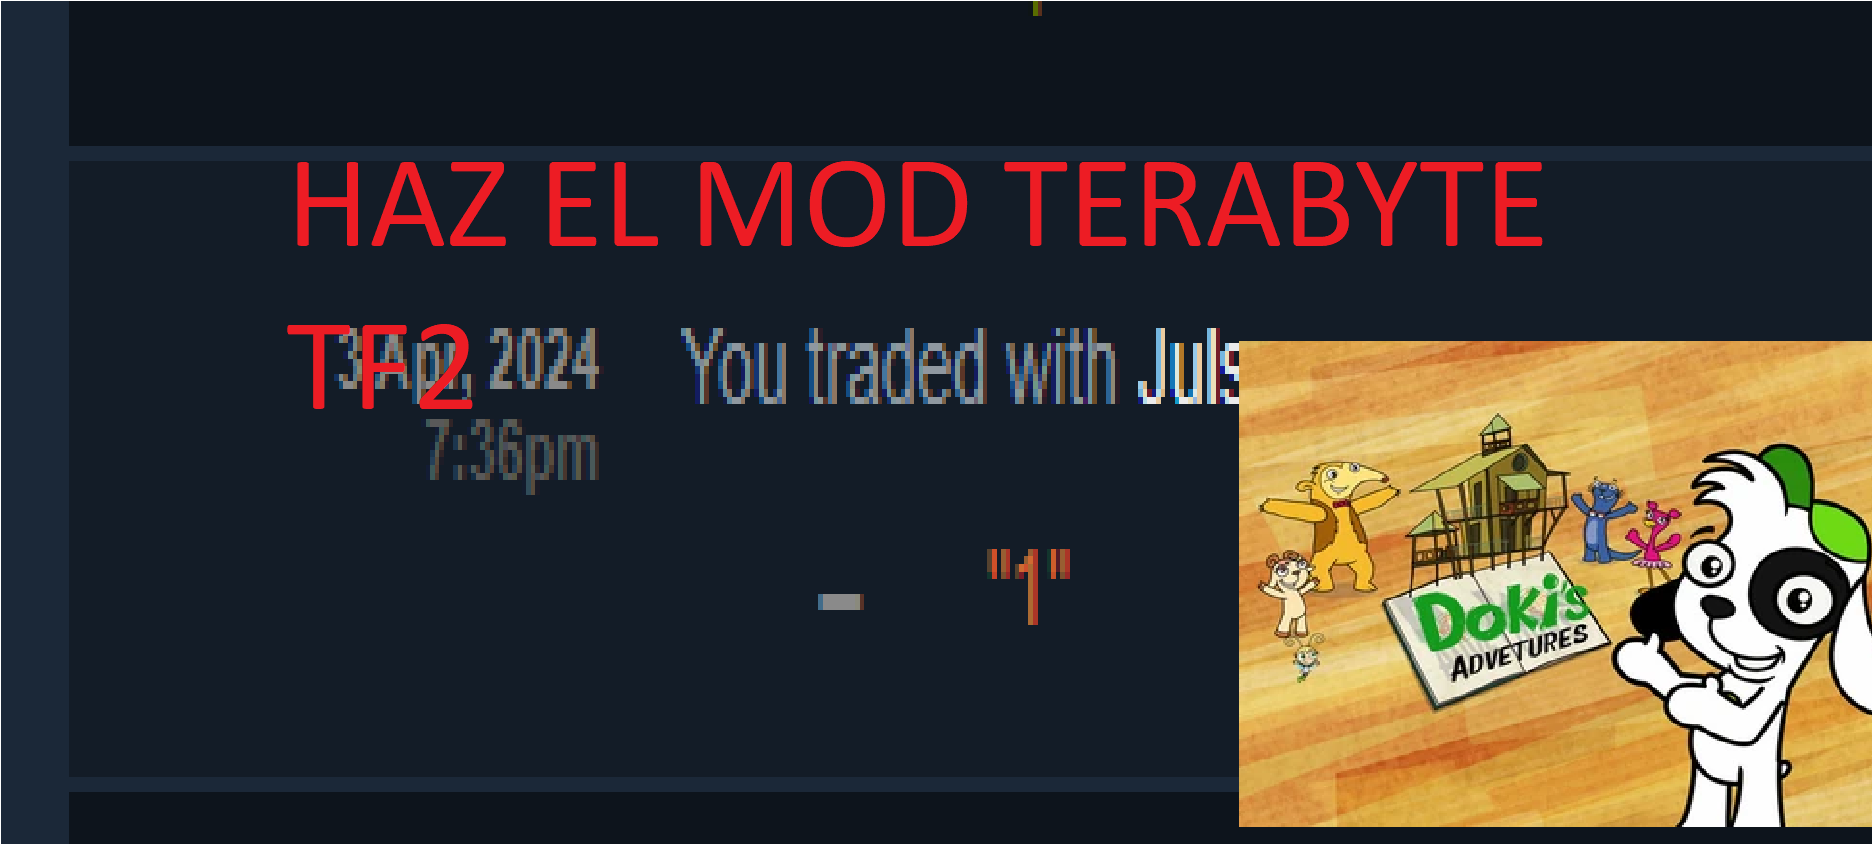 HAZ EL MOD TERABYTE
TF2
3 Apr, 2024
7:36pm
You traded with Juls
- "1"
Doki's
ADVETURES